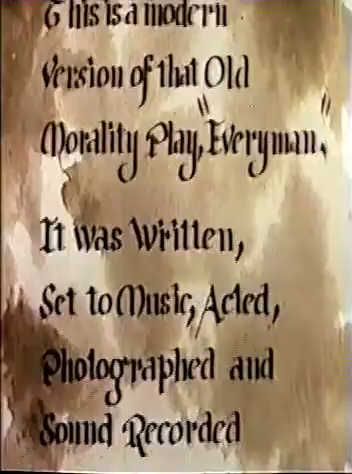 This is a modern
Version of that Old
Morality Play, "Everyman,"
It was Written,
Set to Music, Acted,
Photographed and
Sound Recorded